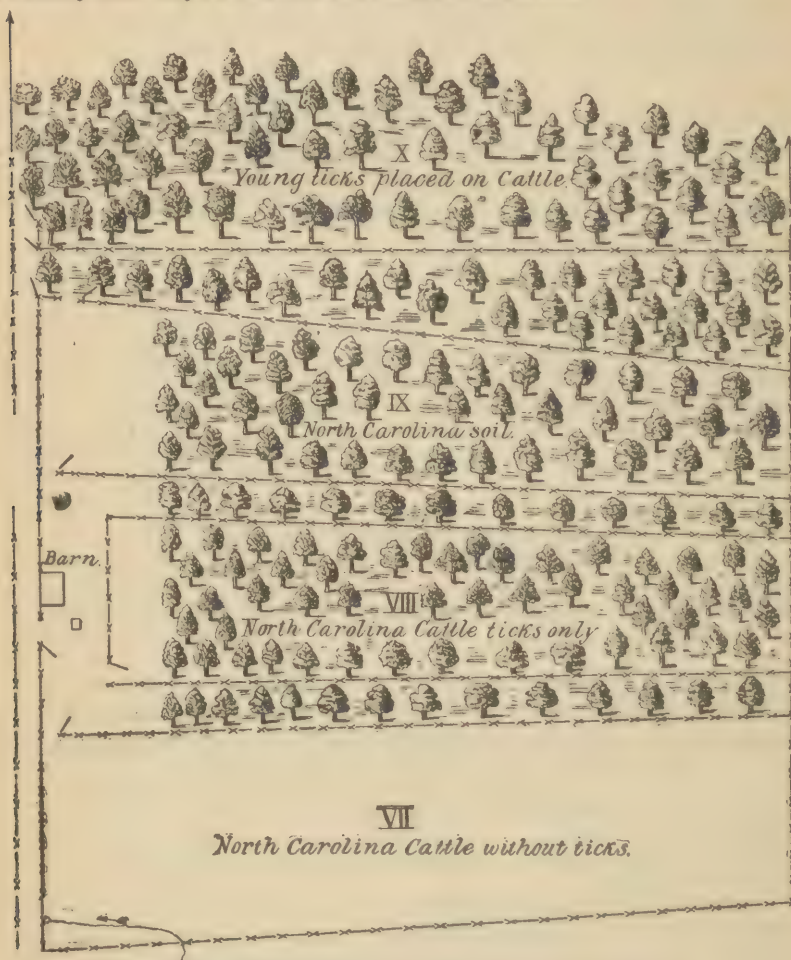 X
Young ticks placed on Cattle.
IX
North Carolina soil.
Barn.
VIII
North Carolina Cattle ticks only
VII
North Carolina Cattle without ticks.